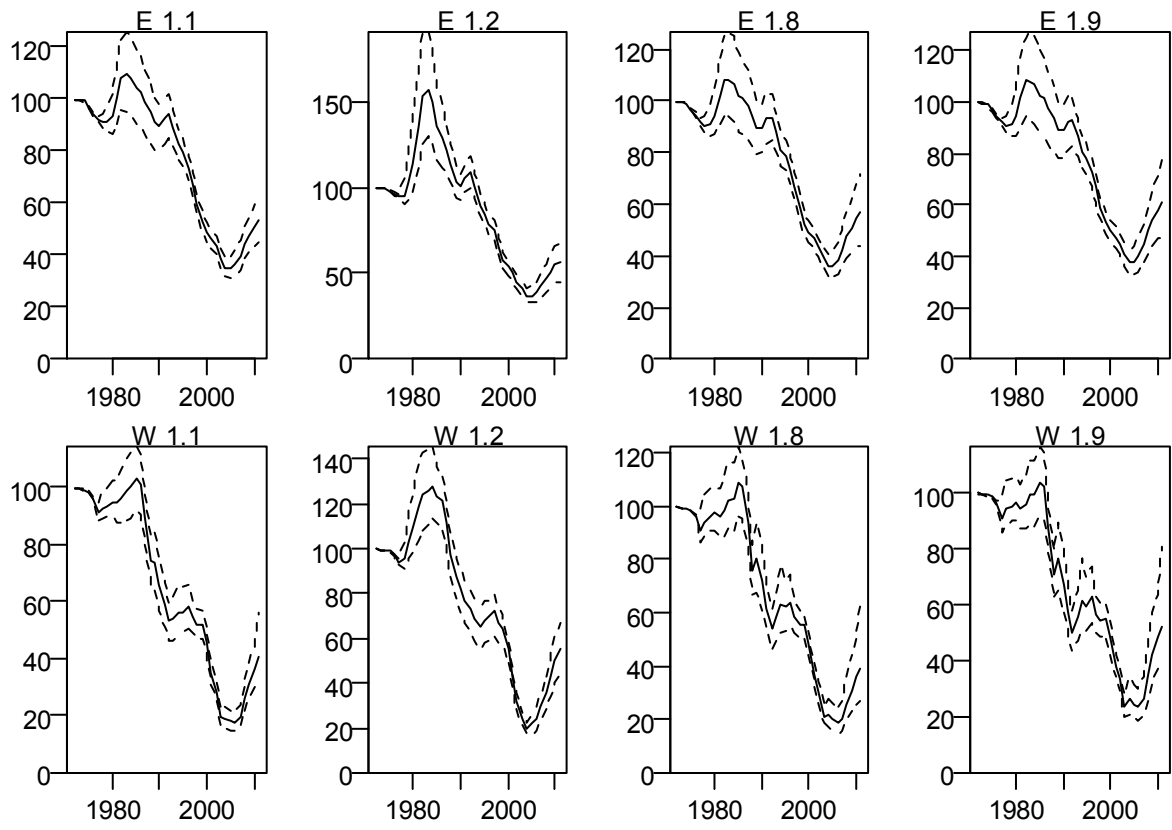 E 1.1 E 1.2 E 1.8 E 1.9
120 150 120 120
100 100 100 100
80 50 80 80
60 0 60 60
40 40 40
20 20 20
0 0 0
1980 2000 1980 2000 1980 2000 1980 2000
W 1.1 W 1.2 W 1.8 W 1.9
100 140 120 100
80 120 100 80
60 100 80 60
40 80 60 40
20 60 40 20
0 40 20 0
20 0
0
1980 2000 1980 2000 1980 2000 1980 2000